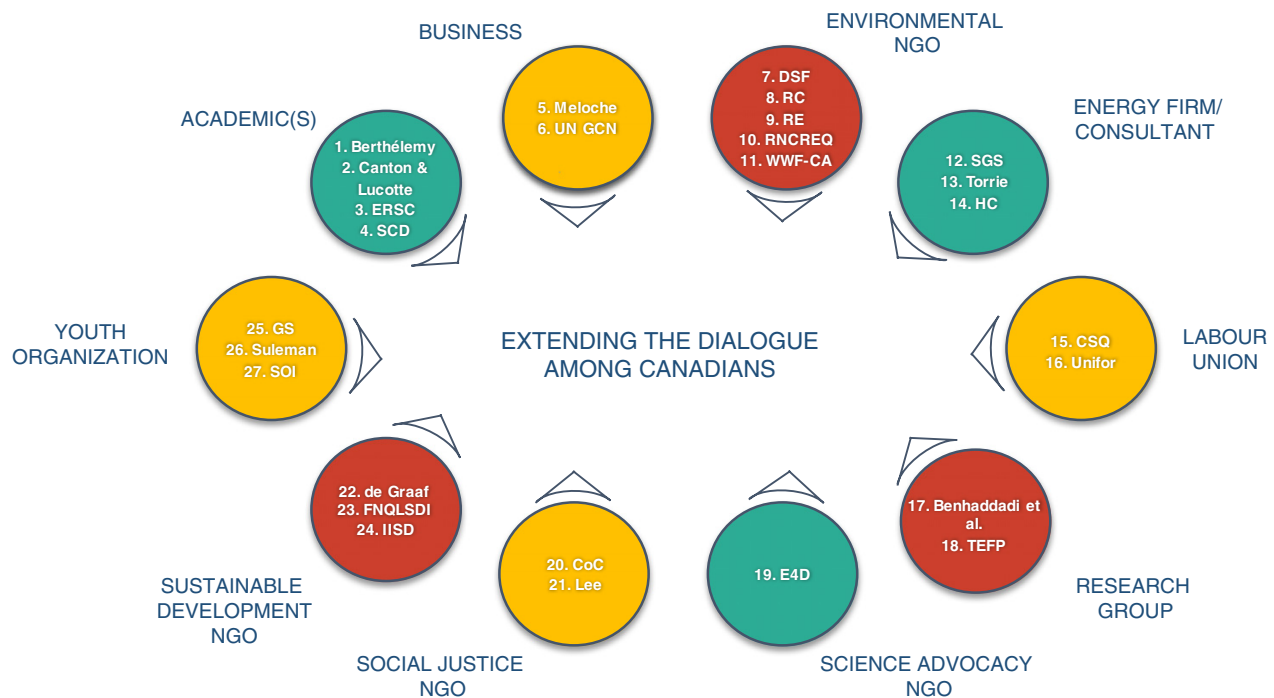 BUSINESS
5. Meloche
6. UN GCN
ENVIRONMENTAL
NGO
7. DSF
8. RC
9. RE
10. RNCREQ
11. WWF-CA
ENERGY FIRM/
CONSULTANT
12. SGS
13. Torrie
14. HC
LABOUR
UNION
15. CSQ
16. Unifor
RESEARCH
GROUP
17. Benhaddadi et
al.
18. TEFP
SCIENCE ADVOCACY
NGO
19. E4D
SOCIAL JUSTICE
NGO
20. CoC
21. Lee
SUSTAINABLE
DEVELOPMENT
NGO
22. de Graaf
23. FNQLSDI
24. IISD
YOUTH
ORGANIZATION
25. GS
26. Suleman
27. SOI
ACADEMIC(S)
1. Berthélemy
2. Canton &
Lucotte
3. ERSC
4. SCD
EXTENDING THE DIALOGUE
AMONG CANADIANS